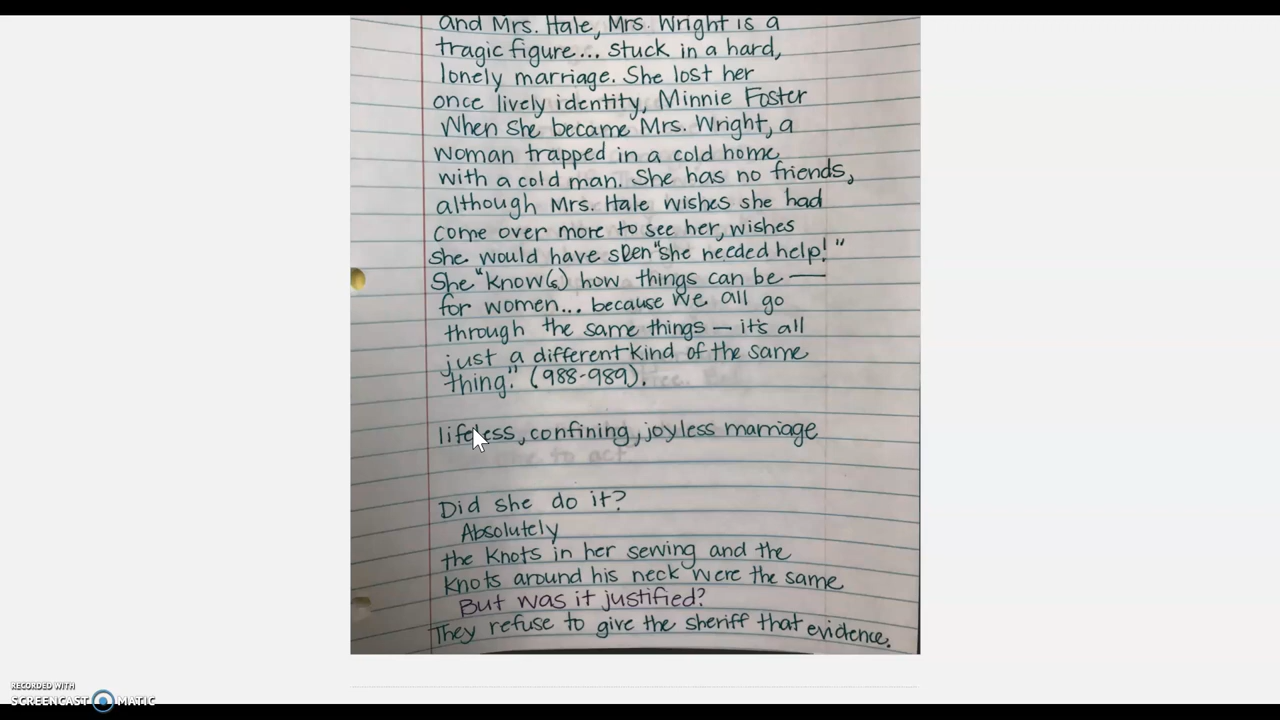 and Mrs. Hale, Mrs. Wright is a
tragic figure... stuck in a hard,
lonely marriage. She lost her
once lively identity, Minnie Foster
When she became Mrs. Wright, a
woman trapped in a cold home
with a cold man. She has no friends,
although Mrs. Hale wishes she had
come over more to see her, wishes
she would have seen "she needed help!"
She "know(s) how things can be —
for women... because we all go
through the same things — it's all
just a different kind of the same
thing." (988-989).
lifeless, confining, joyless marriage
Did she do it?
Absolutely
the knots in her sewing and the
knots around his neck were the same
But was it justified?
They refuse to give the sheriff that evidence.
RECORDED WITH
SCREENCAST MATIC